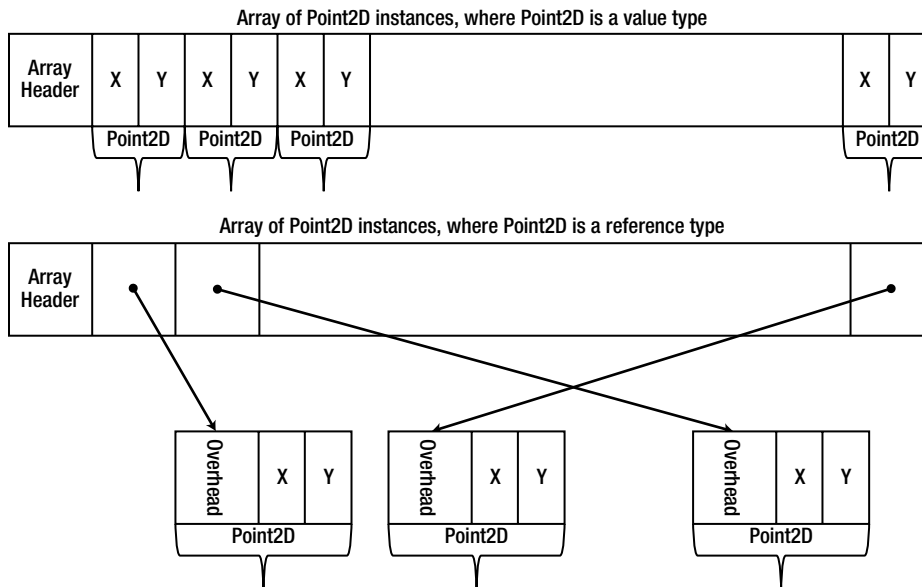 Array of Point2D instances, where Point2D is a value type
Array
Header
X Y X Y X Y X Y
Point2D Point2D Point2D Point2D
Array of Point2D instances, where Point2D is a reference type
Array
Header
Overhead X Y Overhead X Y Overhead X Y
Point2D Point2D Point2D